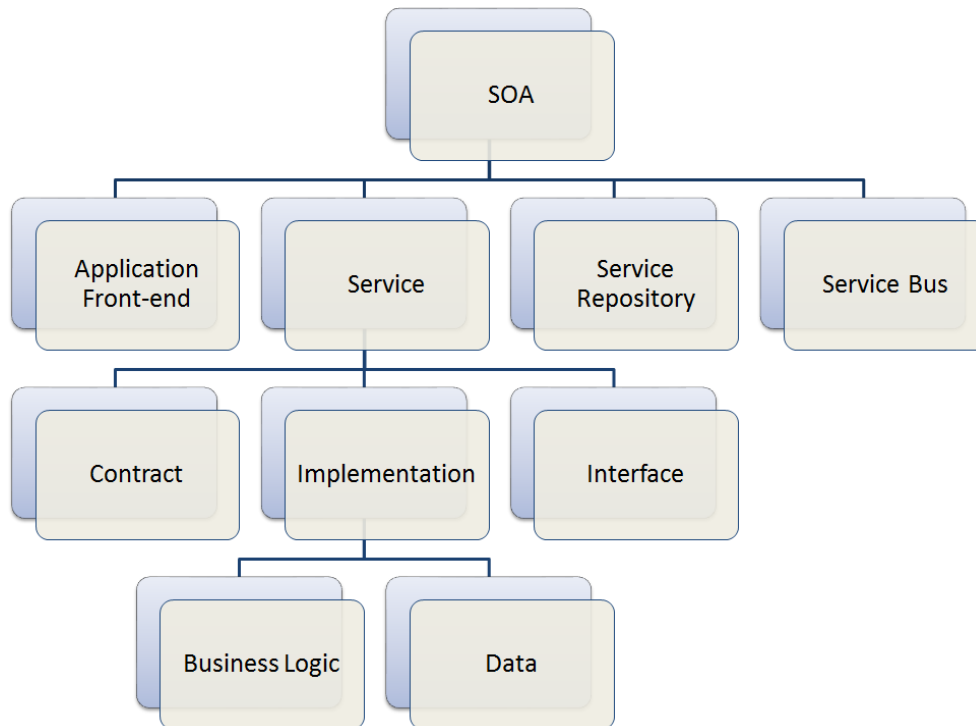 SOA
Application
Front-end
Service
Service
Repository
Service Bus
Contract
Implementation
Interface
Business Logic
Data